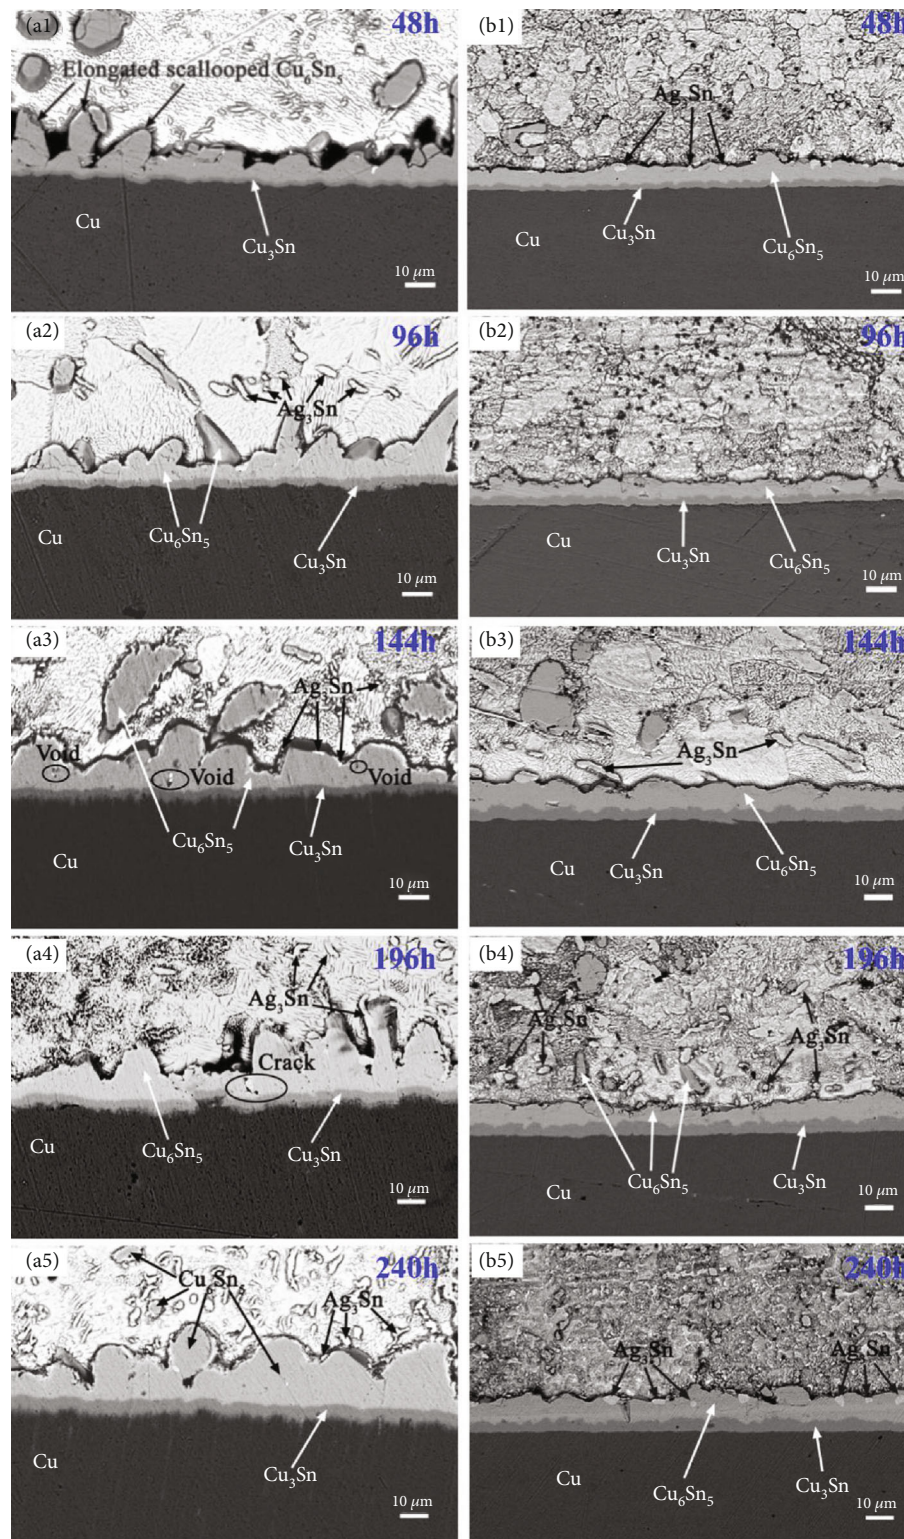 (a1)
48h
Elongated scallooped Cu₆Sn₅
Cu
Cu₃Sn
10 µm
(b1)
48h
Ag₃Sn
Cu₃Sn
Cu
Cu₆Sn₅
10 µm
(a2)
96h
Ag₃Sn
Cu
Cu₆Sn₅
Cu₃Sn
10 µm
(b2)
96h
Cu
Cu₃Sn
Cu₆Sn₅
10 µm
(a3)
144h
Ag₃Sn
Void
Void
Void
Cu₆Sn₅
Cu₃Sn
Cu
10 µm
(b3)
144h
Ag₃Sn
Cu
Cu₃Sn
Cu₆Sn₅
10 µm
(a4)
196h
Ag₃Sn
Crack
Cu
Cu₆Sn₅
Cu₃Sn
10 µm
(b4)
196h
Ag₃Sn
Ag₃Sn
Cu₆Sn₅
Cu₃Sn
Cu
10 µm
(a5)
240h
Ag₃Sn
Cu
Cu₃Sn
10 µm
(b5)
240h
Ag₃Sn
Ag₃Sn
Cu
Cu₆Sn₅
Cu₃Sn
10 µm